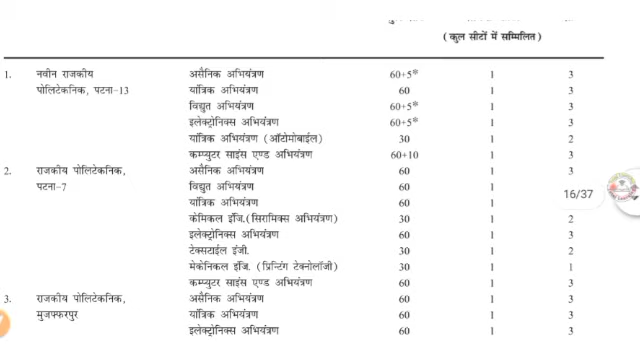 (कुल सीटों में सम्मिलित)
1. नवीन राजकीय असैनिक अभियंत्रण 60+5* 1 3
पोलिटेकनिक, पटना-13 यांत्रिक अभियंत्रण 60 1 3
विद्युत अभियंत्रण 60+5* 1 3
इलेक्ट्रोनिक्स अभियंत्रण 60+5* 1 3
यांत्रिक अभियंत्रण (ऑटोमोबाईल) 30 1 2
कम्प्युटर साइंस एण्ड अभियंत्रण 60+10 1 3
2. राजकीय पोलिटेकनिक, असैनिक अभियंत्रण 60 1 3
पटना-7 विद्युत अभियंत्रण 60 1
16/37
यांत्रिक अभियंत्रण 60 1
केमिकल इंजि.(सिरामिक्स अभियंत्रण) 30 1 2
इलेक्ट्रोनिक्स अभियंत्रण 60 1 3
टेक्सटाईल इंजी. 30 1 2
मेकेनिकल इंजि. (प्रिन्टिंग टेक्नोलॉजी) 30 1 1
कम्प्युटर साइंस एण्ड अभियंत्रण 60 1 3
3. राजकीय पोलिटेकनिक, असैनिक अभियंत्रण 60 1 3
मुजफ्फरपुर यांत्रिक अभियंत्रण 60 1 3
इलेक्ट्रोनिक्स अभियंत्रण 60 1 3